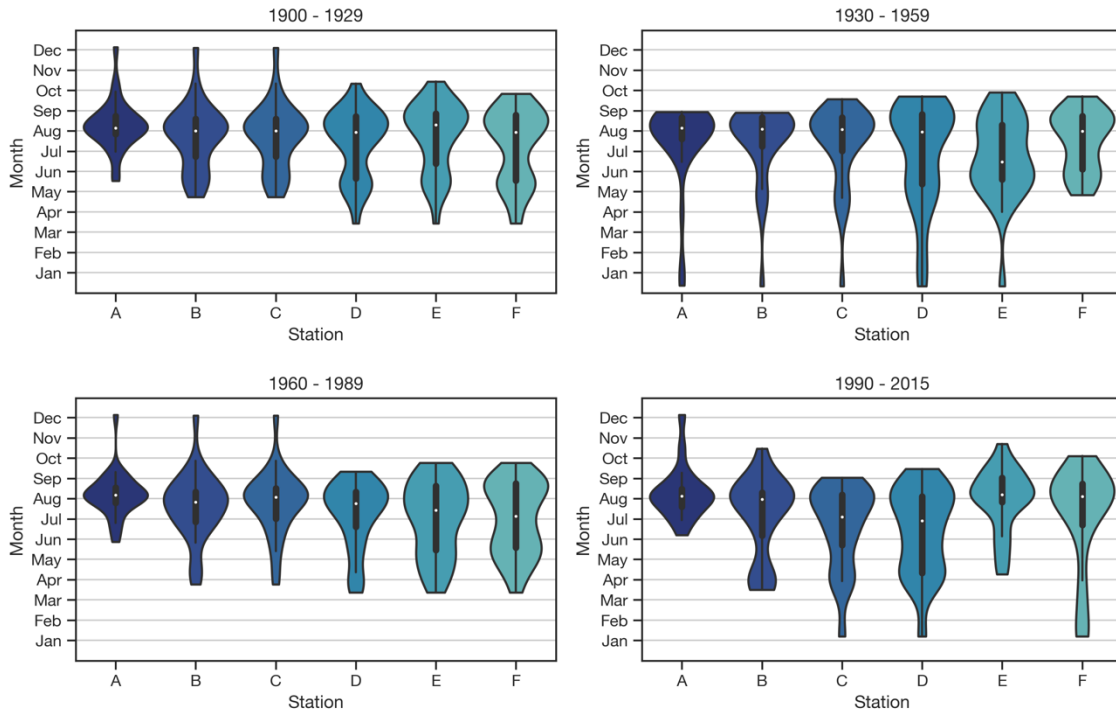 1900 - 1929
Dec
Nov
Oct
Sep
Aug
Jul
Jun
May
Apr
Mar
Feb
Jan
Month
A B C D E F
Station
1930 - 1959
Dec
Nov
Oct
Sep
Aug
Jul
Jun
May
Apr
Mar
Feb
Jan
Month
A B C D E F
Station
1960 - 1989
Dec
Nov
Oct
Sep
Aug
Jul
Jun
May
Apr
Mar
Feb
Jan
Month
A B C D E F
Station
1990 - 2015
Dec
Nov
Oct
Sep
Aug
Jul
Jun
May
Apr
Mar
Feb
Jan
Month
A B C D E F
Station